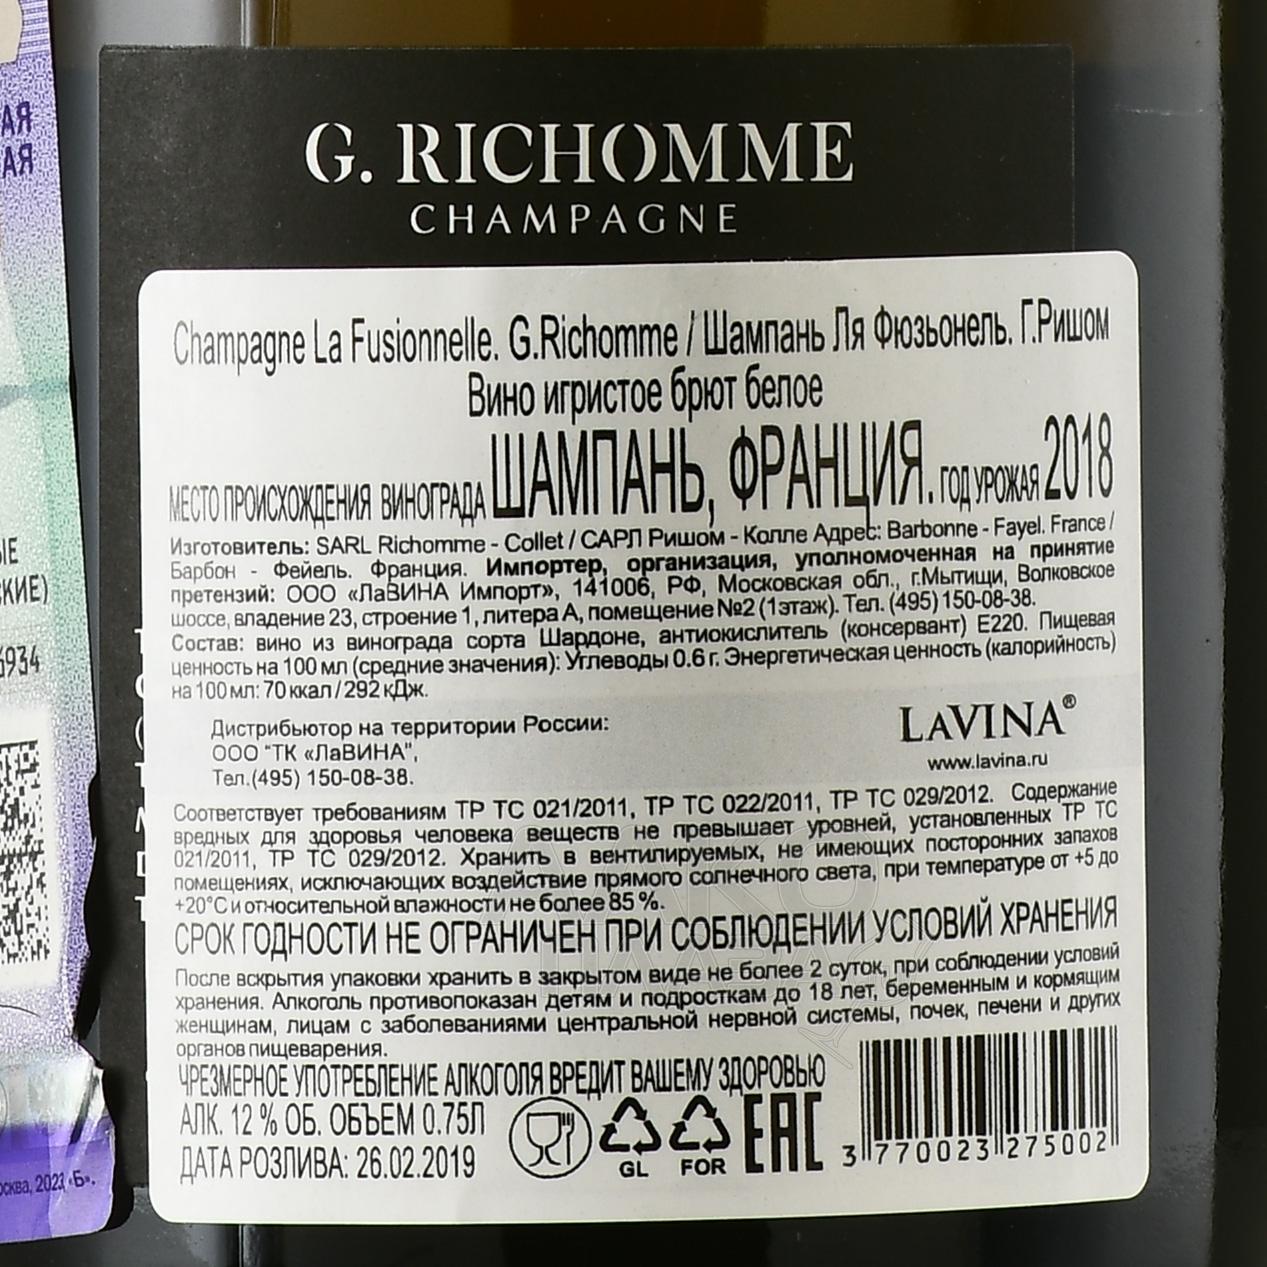 G. RICHOMME
CHAMPAGNE
Champagne La Fusionnelle. G.Richomme / Шампань Ля Фюзьонель. Г.Ришом
Вино игристое брют белое
МЕСТО ПРОИСХОЖДЕНИЯ ВИНОГРАДА ШАМПАНЬ, ФРАНЦИЯ. ГОД УРОЖАЯ 2018
Изготовитель: SARL Richomme - Collet / САРЛ Ришом - Колле Адрес: Barbonne - Fayel. France /
Барбон - Фейель. Франция. Импортер, организация, уполномоченная на принятие
претензий: ООО «ЛаВИНА Импорт», 141006, РФ, Московская обл., г.Мытищи, Волковское
шоссе, владение 23, строение 1, литера А, помещение №2 (1этаж). Тел. (495) 150-08-38.
Состав: вино из винограда сорта Шардоне, антиокислитель (консервант) Е220. Пищевая
ценность на 100 мл (средние значения): Углеводы 0.6 г. Энергетическая ценность (калорийность)
на 100 мл: 70 ккал / 292 кДж.
Дистрибьютор на территории России:
ООО "ТК «ЛаВИНА",
Тел.(495) 150-08-38.
LAVINA®
www.lavina.ru
Соответствует требованиям ТР ТС 021/2011, ТР ТС 022/2011, ТР ТС 029/2012. Содержание
вредных для здоровья человека веществ не превышает уровней, установленных ТР ТС
021/2011, ТР ТС 029/2012. Хранить в вентилируемых, не имеющих посторонних запахов
помещениях, исключающих воздействие прямого солнечного света, при температуре от +5 до
+20°С и относительной влажности не более 85 %.
СРОК ГОДНОСТИ НЕ ОГРАНИЧЕН ПРИ СОБЛЮДЕНИИ УСЛОВИЙ ХРАНЕНИЯ
После вскрытия упаковки хранить в закрытом виде не более 2 суток, при соблюдении условий
хранения. Алкоголь противопоказан детям и подросткам до 18 лет, беременным и кормящим
женщинам, лицам с заболеваниями центральной нервной системы, почек, печени и других
органов пищеварения.
ЧРЕЗМЕРНОЕ УПОТРЕБЛЕНИЕ АЛКОГОЛЯ ВРЕДИТ ВАШЕМУ ЗДОРОВЬЮ
АЛК. 12 % ОБ. ОБЪЕМ 0.75Л
ДАТА РОЗЛИВА: 26.02.2019
GL
FOR
EAC
3 770023 275002